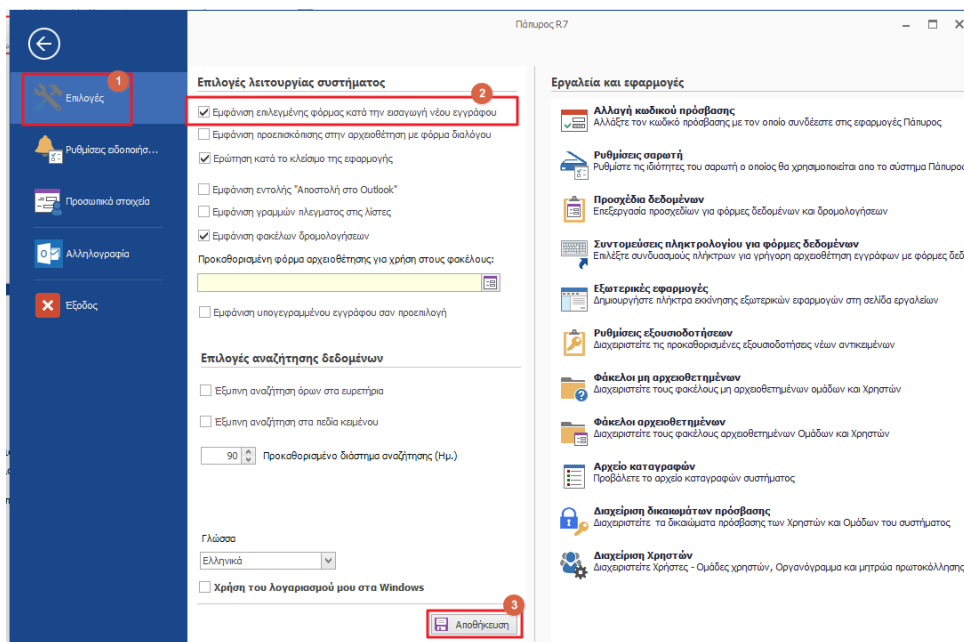 Πάπυρος R7
Επιλογές
1
Ρυθμίσεις ειδοποιήσ...
Προσωπικά στοιχεία
Αλληλογραφία
Έξοδος
Επιλογές λειτουργίας συστήματος
2
Εμφάνιση επιλεγμένης φόρμας κατά την εισαγωγή νέου εγγράφου
Εμφάνιση προεπισκόπισης στην αρχειοθέτηση με φόρμα διαλόγου
Ερώτηση κατά το κλείσιμο της εφαρμογής
Εμφάνιση εντολής "Αποστολή στο Outlook"
Εμφάνιση γραμμών πλεγματος στις λίστες
Εμφάνιση φακέλων δρομολογήσεων
Προκαθορισμένη φόρμα αρχειοθέτησης για χρήση στους φακέλους:
Εμφάνιση υπογεγραμμένου εγγράφου σαν προεπιλογή
Επιλογές αναζήτησης δεδομένων
Έξυπνη αναζήτηση όρων στα ευρετήρια
Έξυπνη αναζήτηση στα πεδία κειμένου
90 Προκαθορισμένο διάστημα αναζήτησης (Ημ.)
Γλώσσα
Ελληνικά
Χρήση του λογαριασμού μου στα Windows
3
Αποθήκευση
Εργαλεία και εφαρμογές
Αλλαγή κωδικού πρόσβασης
Αλλάξτε τον κωδικό πρόσβασης με τον οποίο συνδέεστε στις εφαρμογές Πάπυρος
Ρυθμίσεις σαρωτή
Ρυθμίστε τις ιδιότητες του σαρωτή ο οποίος θα χρησιμοποιείται απο το σύστημα Πάπυρος
Προσχέδια δεδομένων
Επεξεργασία προσχεδίων για φόρμες δεδομένων και δρομολογήσεων
Συντομεύσεις πληκτρολογίου για φόρμες δεδομένων
Επιλέξτε συνδυασμούς πλήκτρων για γρήγορη αρχειοθέτηση εγγράφων με φόρμες δεδ
Εξωτερικές εφαρμογές
Δημιουργήστε πλήκτρα εκκίνησης εξωτερικών εφαρμογών στη σελίδα εργαλείων
Ρυθμίσεις εξουσιοδοτήσεων
Διαχειριστείτε τις προκαθορισμένες εξουσιοδοτήσεις νέων αντικειμένων
Φάκελοι μη αρχειοθετημένων
Διαχειριστείτε τους φακέλους μη αρχειοθετημένων ομάδων και Χρηστών
Φάκελοι αρχειοθετημένων
Διαχειριστείτε τους φακέλους αρχειοθετημένων Ομάδων και Χρηστών
Αρχείο καταγραφών
Προβάλετε το αρχείο καταγραφών συστήματος
Διαχείριση δικαιωμάτων πρόσβασης
Διαχειριστείτε τα δικαιώματα πρόσβασης των Χρηστών και Ομάδων του συστήματος
Διαχείριση Χρηστών
Διαχειριστείτε Χρήστες - Ομάδες χρηστών, Οργανόγραμμα και μητρώα πρωτοκόλλησης